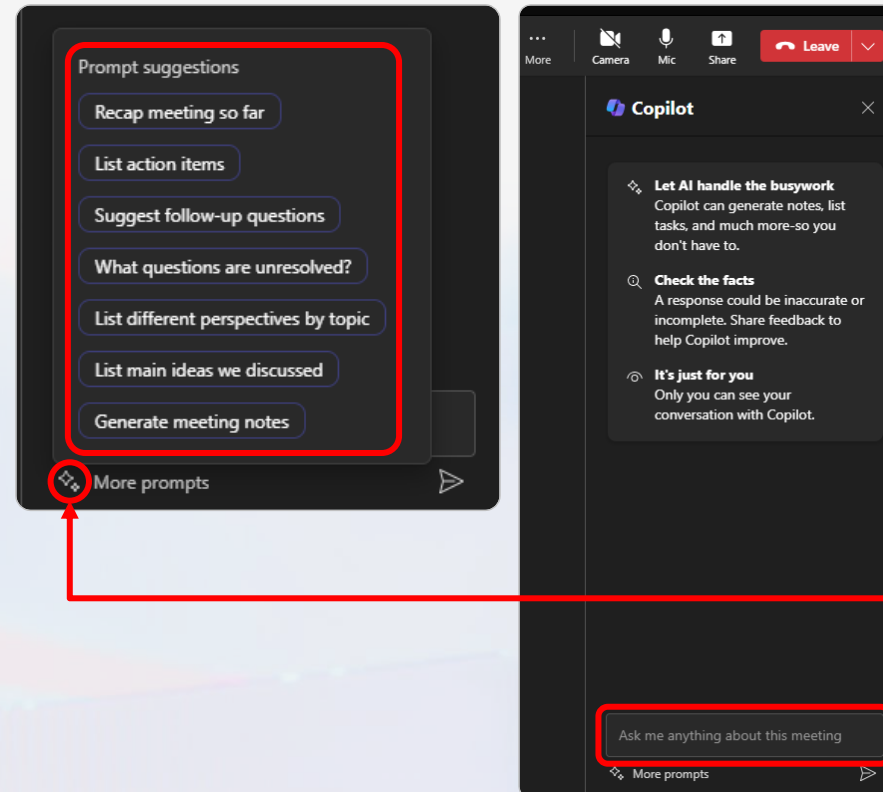 Prompt suggestions
Recap meeting so far
List action items
Suggest follow-up questions
What questions are unresolved?
List different perspectives by topic
List main ideas we discussed
Generate meeting notes
More prompts
More
Camera
Mic
Share
Leave
Copilot
Let AI handle the busywork
Copilot can generate notes, list
tasks, and much more-so you
don't have to.
Check the facts
A response could be inaccurate or
incomplete. Share feedback to
help Copilot improve.
It's just for you
Only you can see your
conversation with Copilot.
Ask me anything about this meeting
More prompts